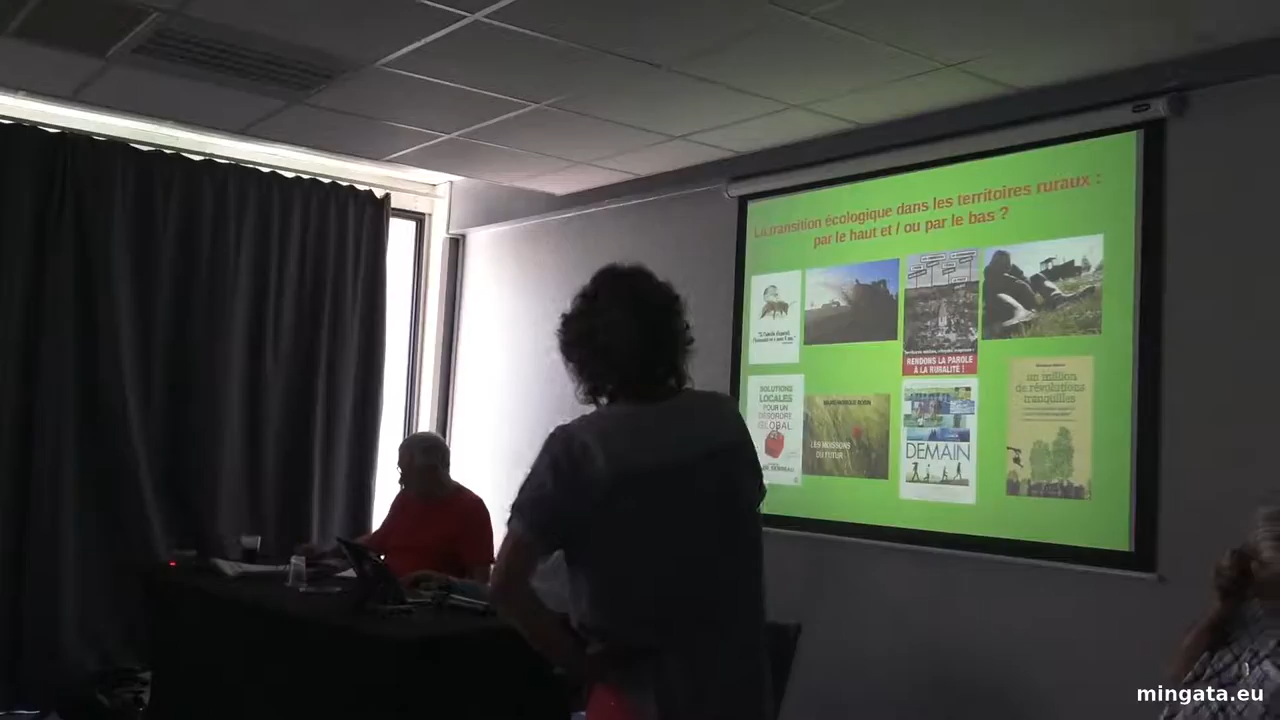 La transition écologique dans les territoires ruraux :
par le haut et / ou par le bas ?
RENDONS LA PAROLE
À LA RURALITÉ !
SOLUTIONS
LOCALES
POUR UN
DÉSORDRE
GLOBAL
LES MOISSONS
DU FUTUR
DEMAIN
un million
de révolutions
tranquilles
mingata.eu